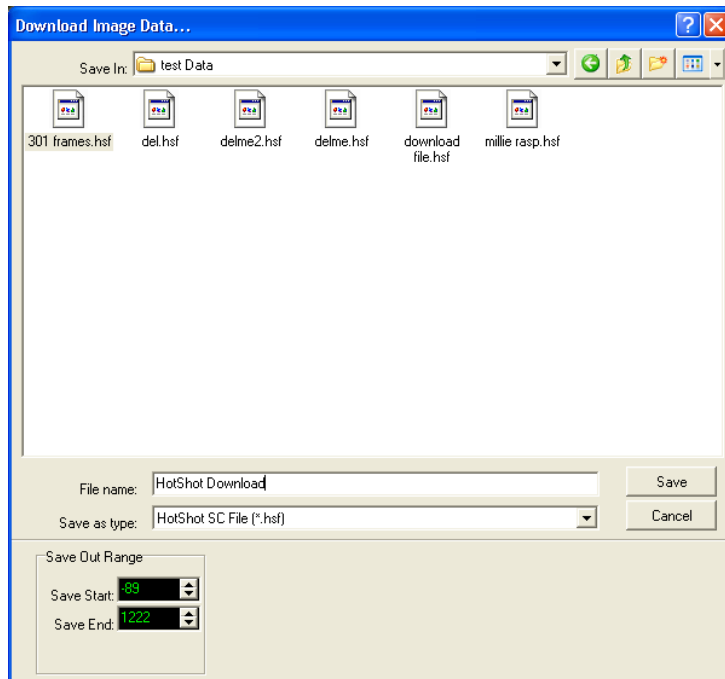 Download Image Data...
Save In: test Data
301 frames.hsf del.hsf delme2.hsf delme.hsf download file.hsf millie rasp.hsf
File name: HotShot Download Save
Save as type: HotShot SC File (*.hsf) Cancel
Save Out Range
Save Start: -89
Save End: 1222